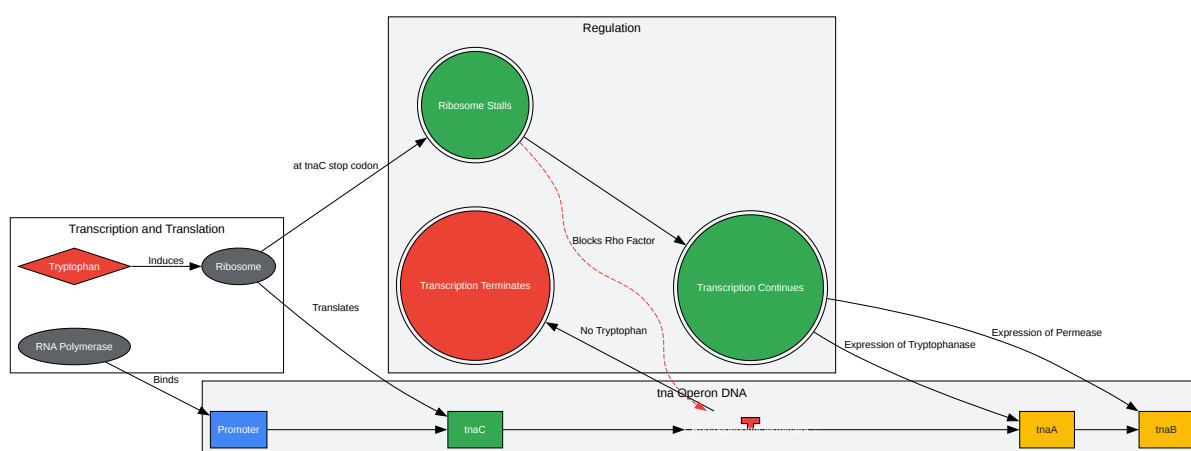 Regulation
Ribosome Stalls
at tnaC stop codon
Transcription and Translation
Tryptophan
Induces
Ribosome
Blocks Rho Factor
Transcription Terminates
Transcription Continues
Translates
No Tryptophan
Expression of Permease
RNA Polymerase
Expression of Tryptophanase
Binds
tna Operon DNA
Promoter
tnaC
tnaA
tnaB